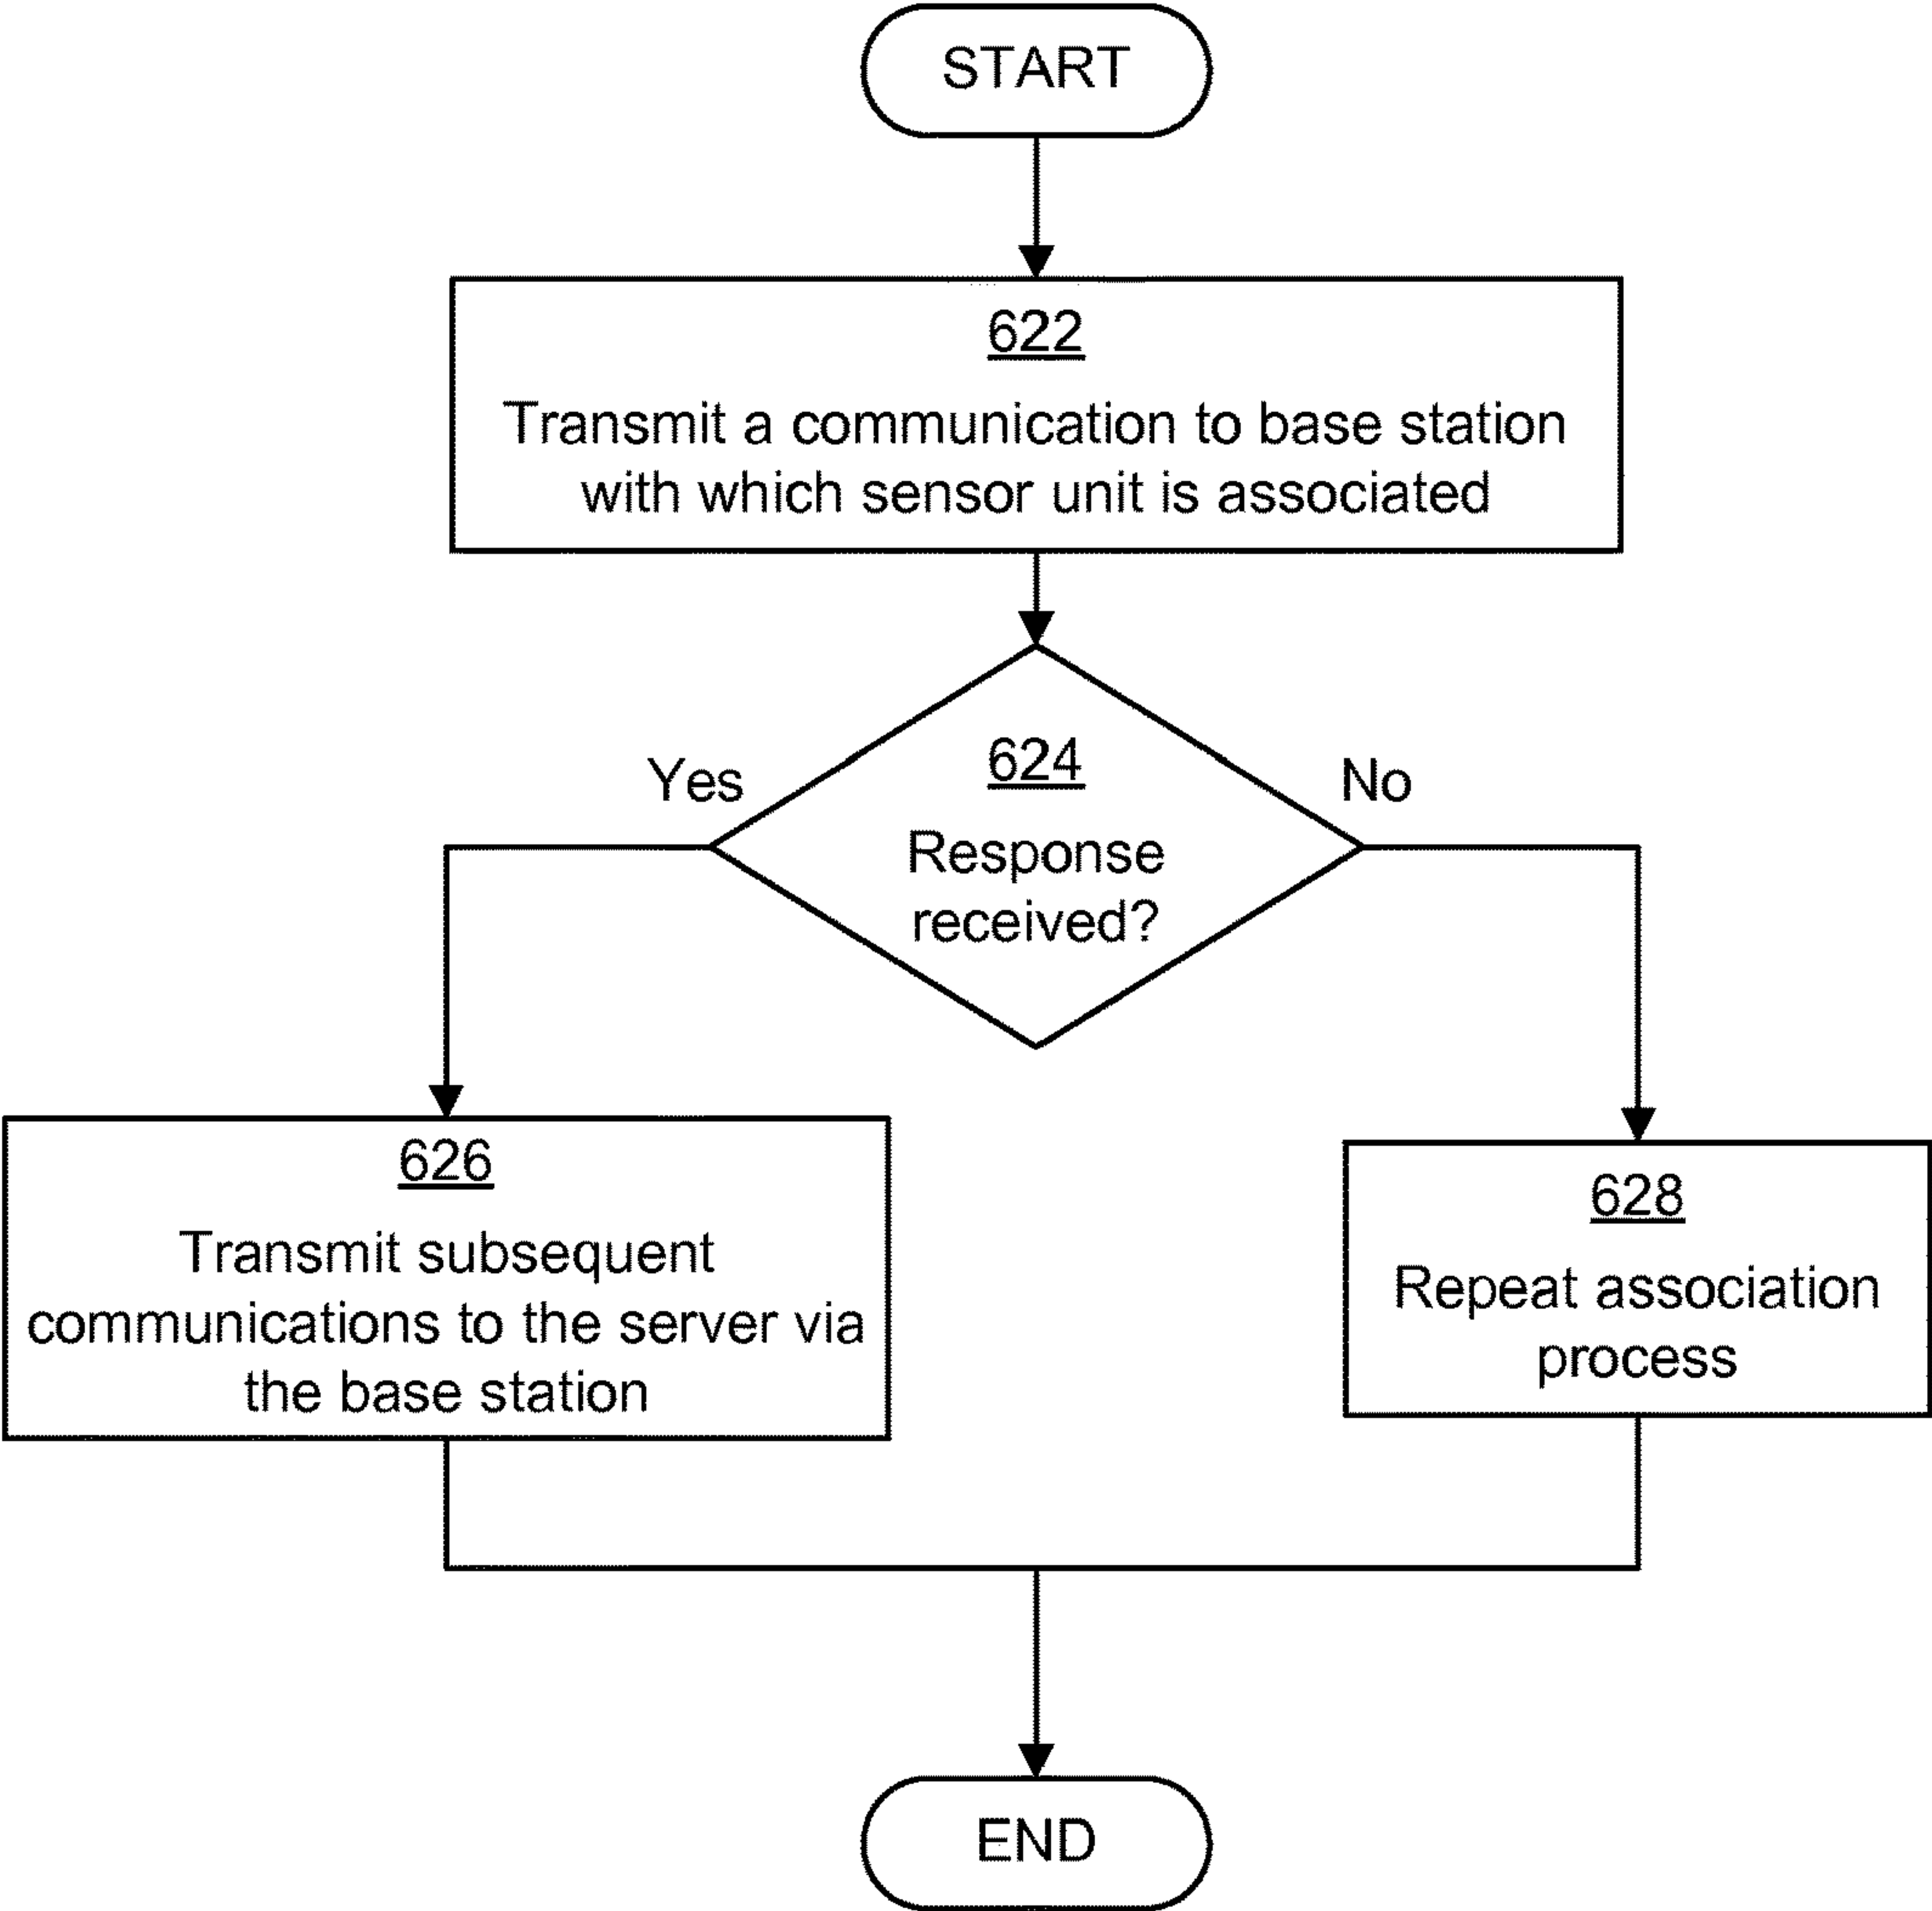 START
622
Transmit a communication to base station
with which sensor unit is associated
624
Yes
No
Response
received?
626
Transmit subsequent
communications to the server via
the base station
628
Repeat association
process
END